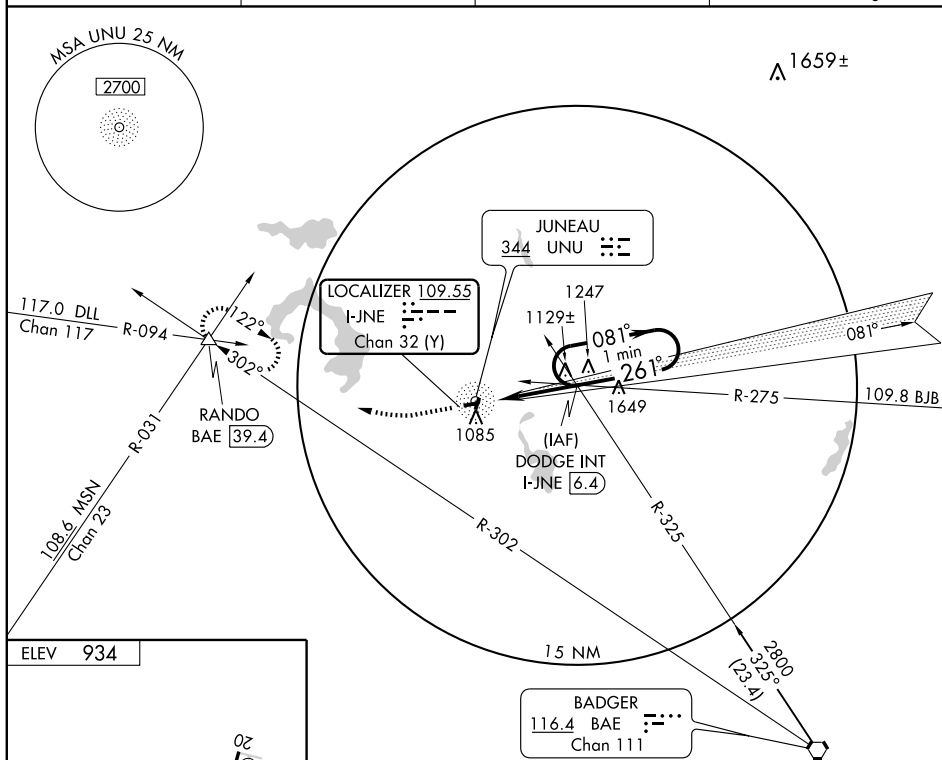 MSA UNU 25 NM
2700
1659±
JUNEAU
344 UNU
LOCALIZER 109.55
I-JNE
Chan 32 (Y)
1247
1129±
081°
1 min
261°
081°
117.0 DLL
Chan 117
R-094
122°
302°
RANDO
BAE 39.4
R-031
108.6 MSN
Chan 23
1085
1649
R-275
109.8 BJB
(IAF)
DODGE INT
I-JNE 6.4
R-302
R-325
2800
325°
(23.4)
15 NM
ELEV 934
BADGER
116.4 BAE
Chan 111
20